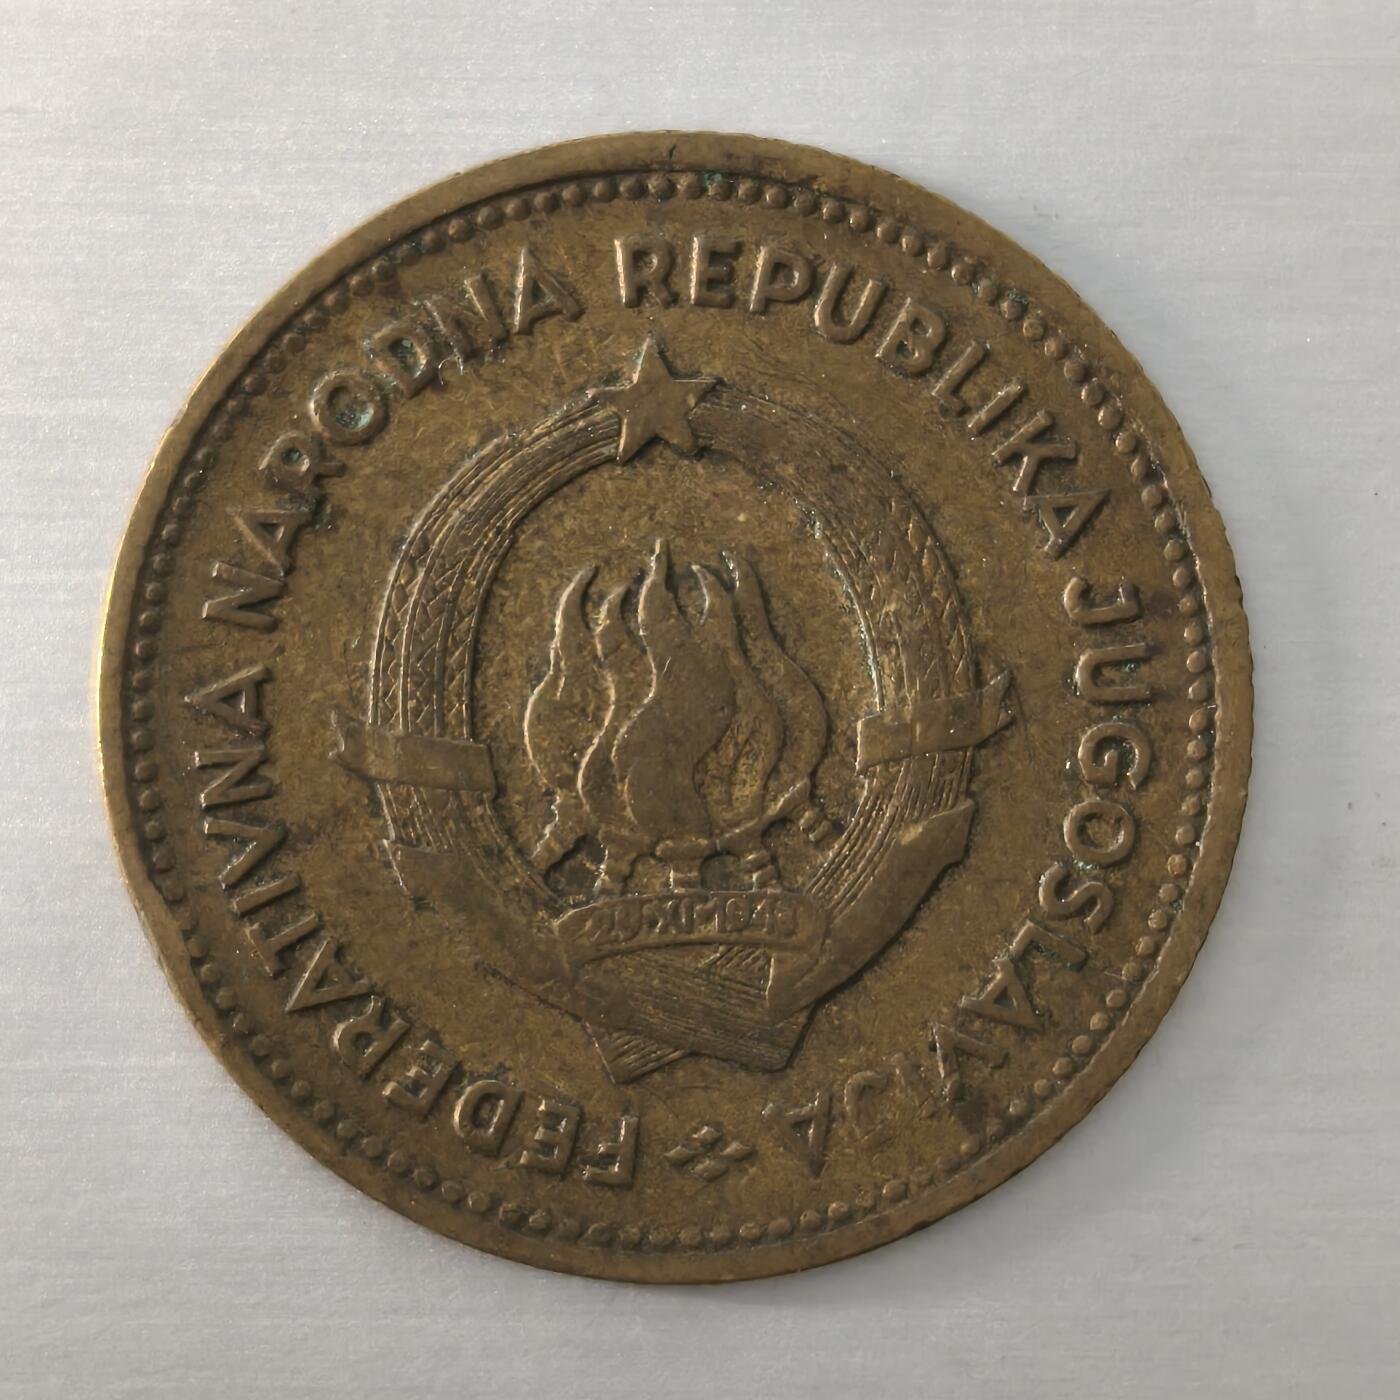 FEDERATIVNA NARODNA REPUBLIKA JUGOSLAVIJA
29·XI·1943